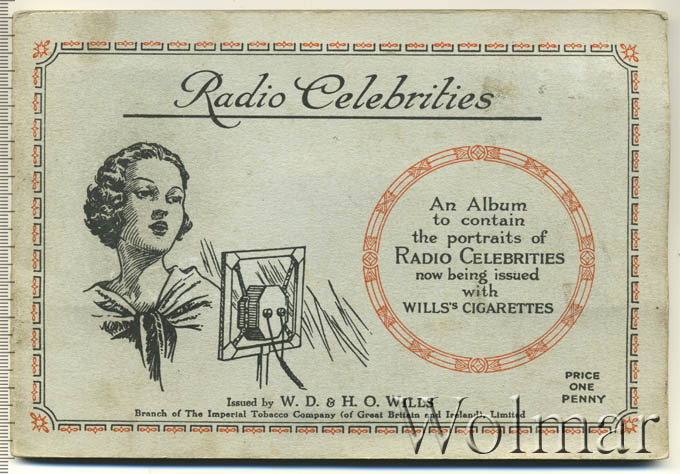 Radio Celebrities
An Album
to contain
the portraits of
RADIO CELEBRITIES
now being issued
with
WILLS'S CIGARETTES
PRICE
ONE
PENNY
Issued by W. D. & H. O. WILLS
Branch of The Imperial Tobacco Company (of Great Britain and Ireland), Limited
Wolmar